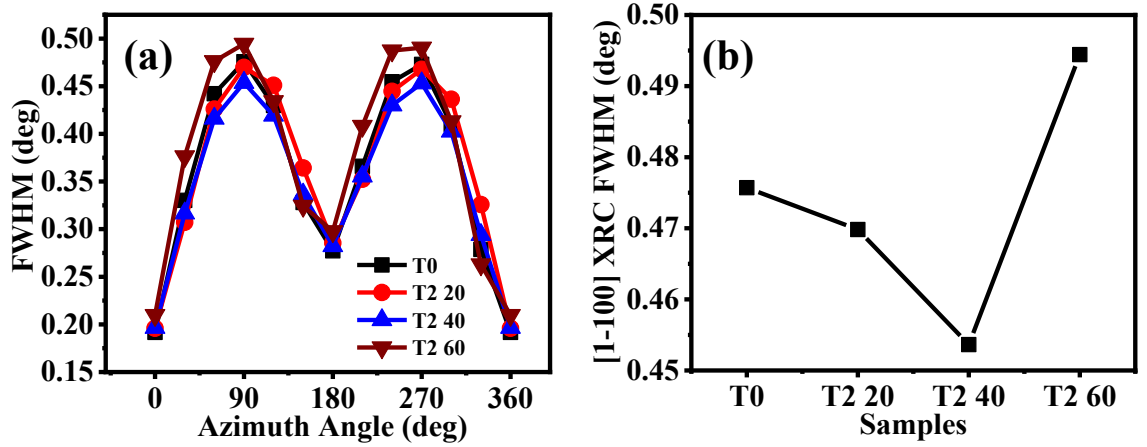 (a)
FWHM (deg)
0.50
0.45
0.40
0.35
0.30
0.25
0.20
0.15
T0
T2 20
T2 40
T2 60
0 90 180 270 360
Azimuth Angle (deg)
(b)
[1-100] XRC FWHM (deg)
0.50
0.49
0.48
0.47
0.46
0.45
T0 T2 20 T2 40 T2 60
Samples